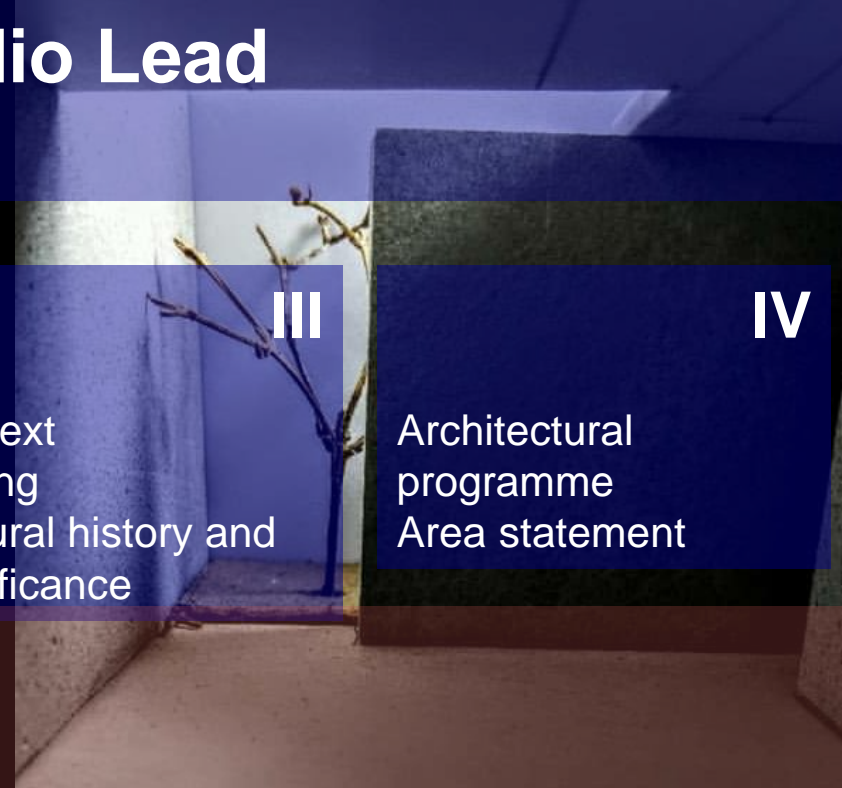 lio Lead
III
ext
ng
ural history and
ficance
IV
Architectural
programme
Area statement